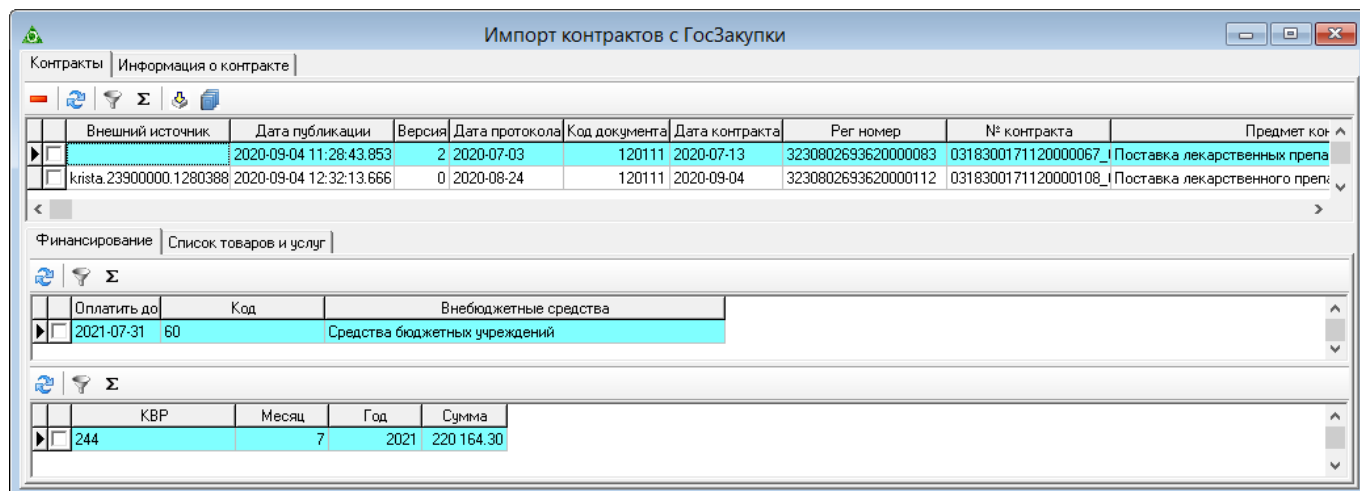 Импорт контрактов с ГосЗакупки
Контракты Информация о контракте
Σ
Внешний источник Дата публикации Версия Дата протокола Код документа Дата контракта Рег номер № контракта Предмет кон
2020-09-04 11:28:43.853 2 2020-07-03 120111 2020-07-13 3230802693620000083 0318300171120000067_ Поставка лекарственных препа
krista.23900000.1280388 2020-09-04 12:32:13.666 0 2020-08-24 120111 2020-09-04 3230802693620000112 0318300171120000108_ Поставка лекарственного препа
Финансирование Список товаров и услуг
Σ
Оплатить до Код Внебюджетные средства
2021-07-31 60 Средства бюджетных учреждений
Σ
КВР Месяц Год Сумма
244 7 2021 220 164.30